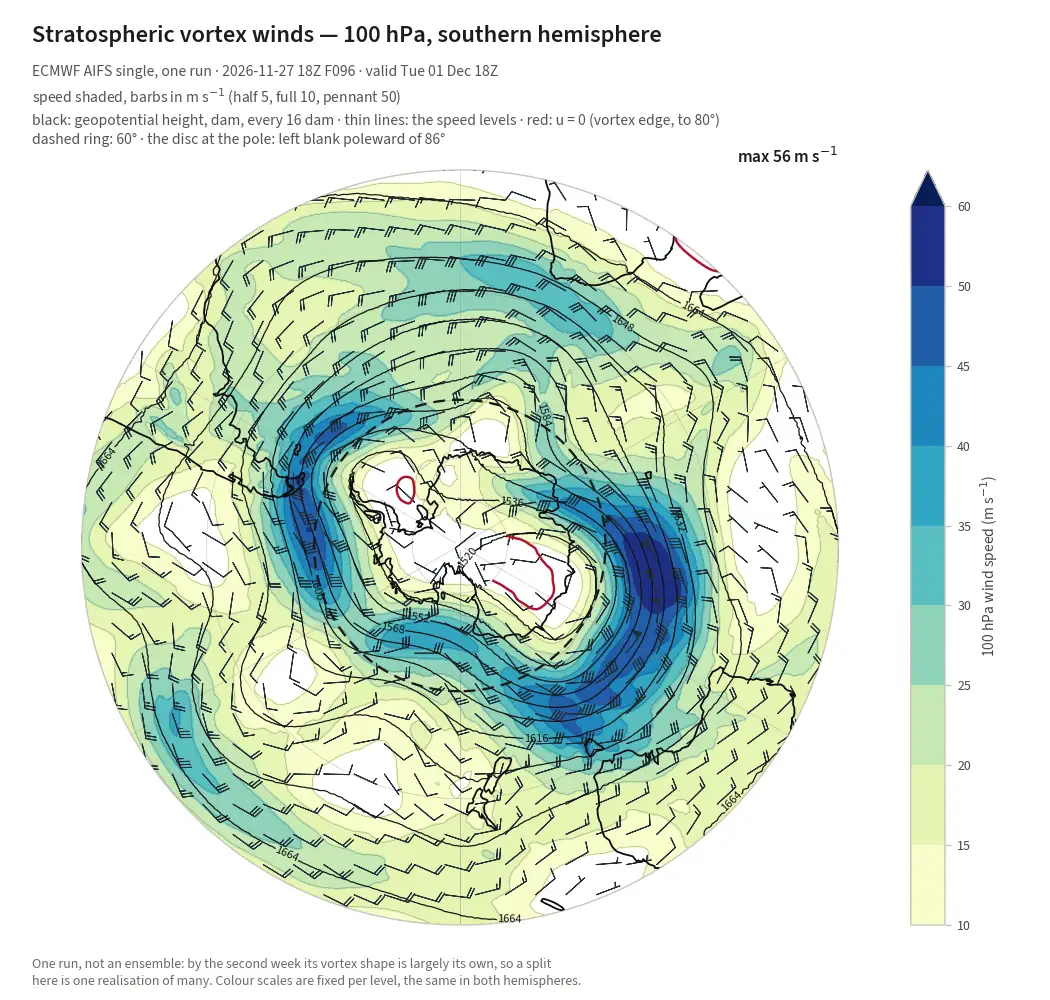 Stratospheric vortex winds — 100 hPa, southern hemisphere
ECMWF AIFS single, one run · 2026-11-27 18Z F096 · valid Tue 01 Dec 18Z
speed shaded, barbs in m s⁻¹ (half 5, full 10, pennant 50)
black: geopotential height, dam, every 16 dam · thin lines: the speed levels · red: u = 0 (vortex edge, to 80°)
dashed ring: 60° · the disc at the pole: left blank poleward of 86°
max 56 m s⁻¹
60
50
45
40
35
30
25
20
15
10
100 hPa wind speed (m s⁻¹)
1664
1648
1584
1664
1536
1520
1552
1568
1616
1664
1664
1664
One run, not an ensemble: by the second week its vortex shape is largely its own, so a split
here is one realisation of many. Colour scales are fixed per level, the same in both hemispheres.